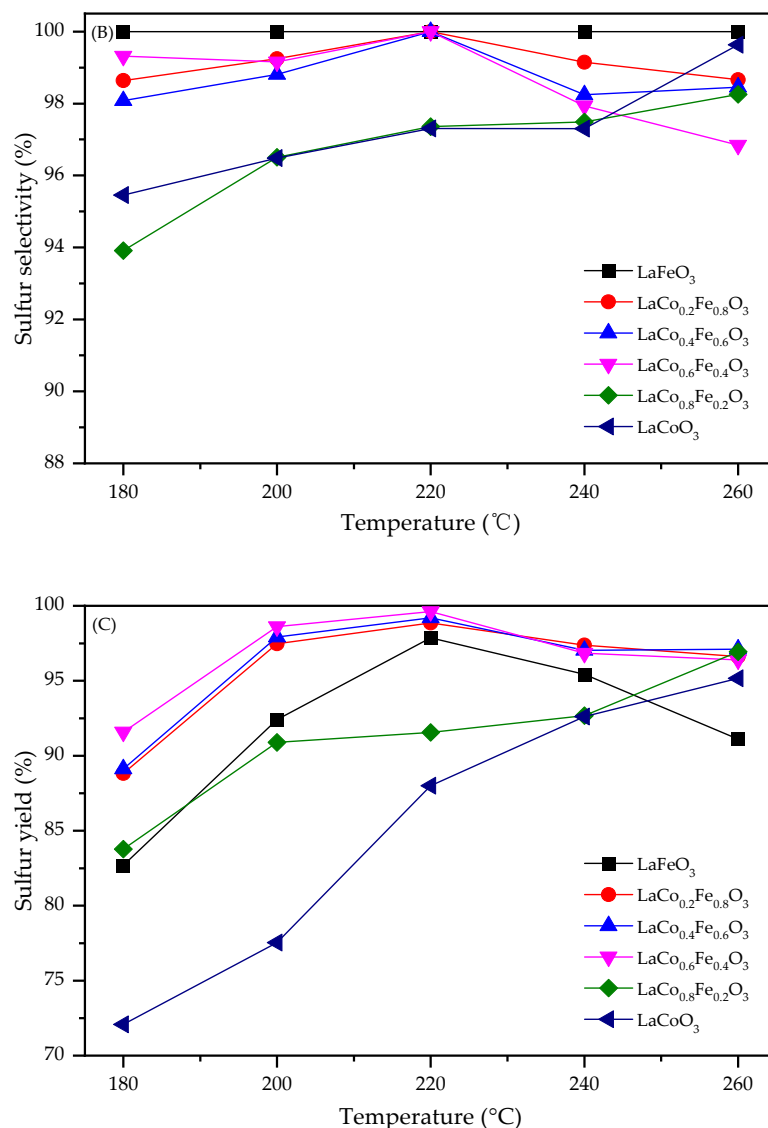 (B)
Sulfur selectivity (%)
100
98
96
94
92
90
88
LaFeO₃
LaCo₀.₂Fe₀.₈O₃
LaCo₀.₄Fe₀.₆O₃
LaCo₀.₆Fe₀.₄O₃
LaCo₀.₈Fe₀.₂O₃
LaCoO₃
180 200 220 240 260
Temperature (℃)
(C)
Sulfur yield (%)
100
95
90
85
80
75
70
LaFeO₃
LaCo₀.₂Fe₀.₈O₃
LaCo₀.₄Fe₀.₆O₃
LaCo₀.₆Fe₀.₄O₃
LaCo₀.₈Fe₀.₂O₃
LaCoO₃
180 200 220 240 260
Temperature (°C)